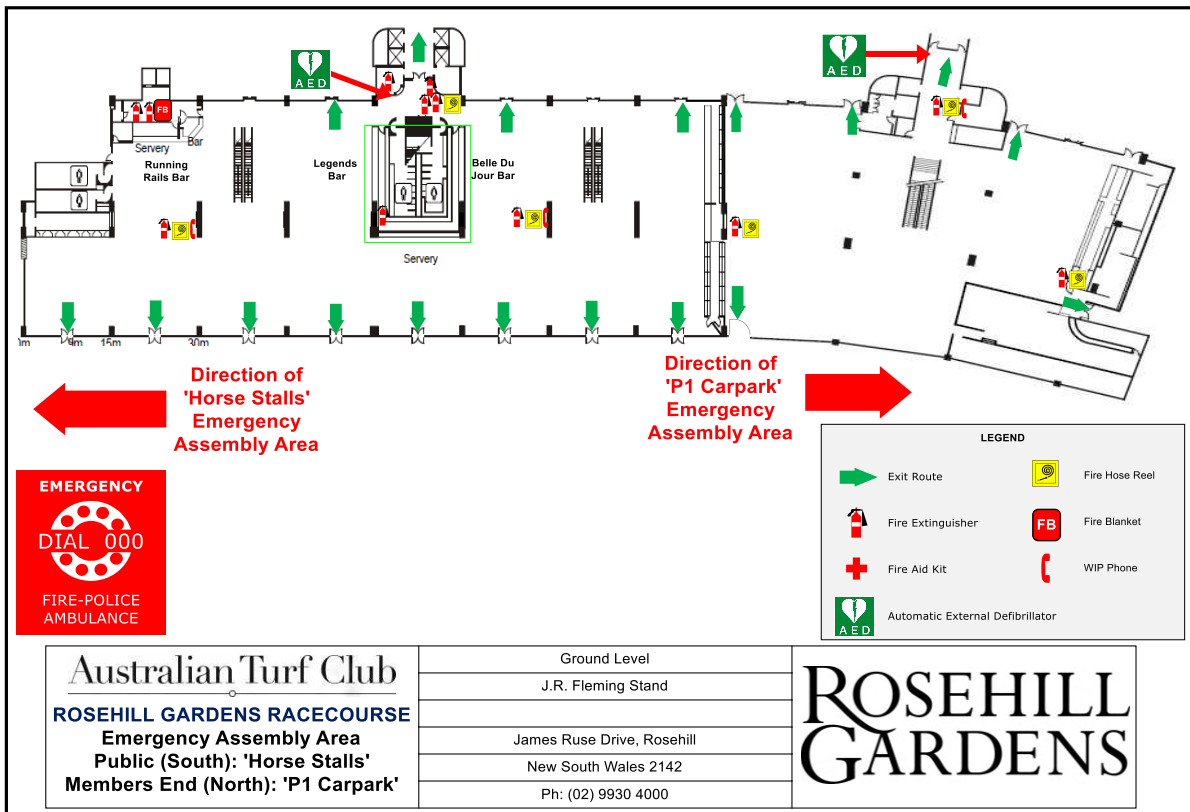 AED
AED
FB
Servery
Bar
Running
Rails Bar
Legends
Bar
Belle Du
Jour Bar
Servery
9m
15m
30m
Direction of
'Horse Stalls'
Emergency
Assembly Area
Direction of
'P1 Carpark'
Emergency
Assembly Area
EMERGENCY
DIAL 000
FIRE-POLICE
AMBULANCE
LEGEND
Exit Route
Fire Hose Reel
Fire Extinguisher
FB
Fire Blanket
Fire Aid Kit
WIP Phone
AED
Automatic External Defibrillator
Australian Turf Club
ROSEHILL GARDENS RACECOURSE
Emergency Assembly Area
Public (South): 'Horse Stalls'
Members End (North): 'P1 Carpark'
Ground Level
J.R. Fleming Stand
James Ruse Drive, Rosehill
New South Wales 2142
Ph: (02) 9930 4000
ROSEHILL
GARDENS